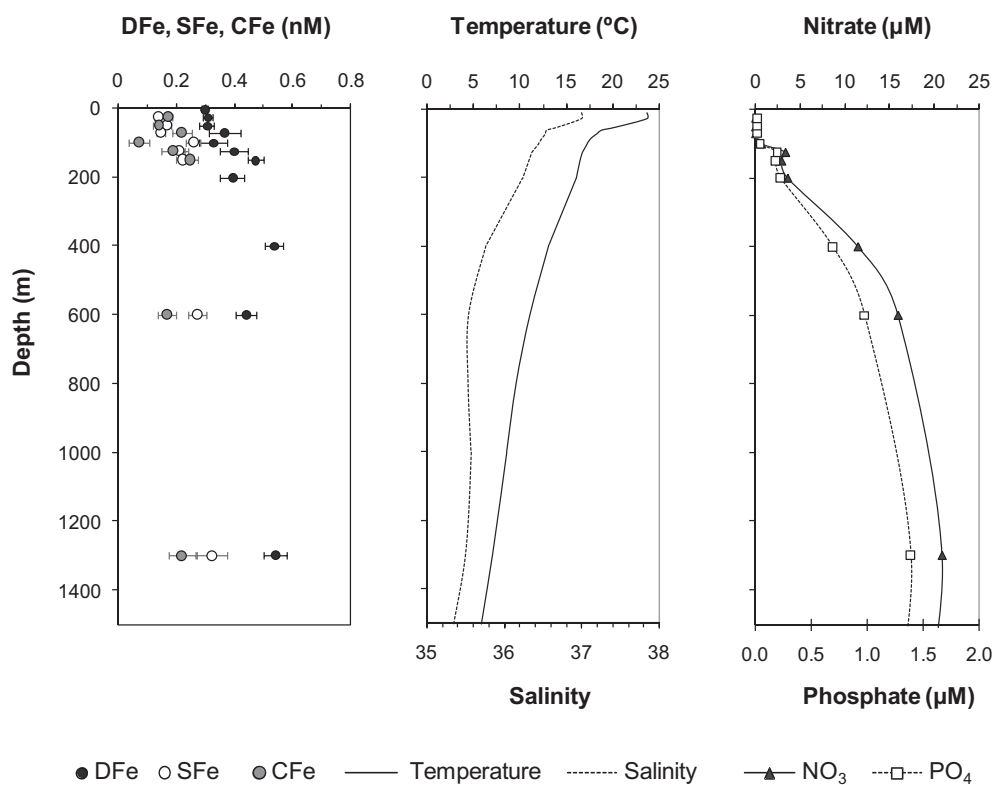 DFe, SFe, CFe (nM)
0 0.2 0.4 0.6 0.8
Temperature (ºC)
0 5 10 15 20 25
Nitrate (µM)
0 5 10 15 20 25
Depth (m)
0
200
400
600
800
1000
1200
1400
35 36 37 38
Salinity
0.0 0.5 1.0 1.5 2.0
Phosphate (µM)
DFe SFe CFe Temperature Salinity NO3 PO4